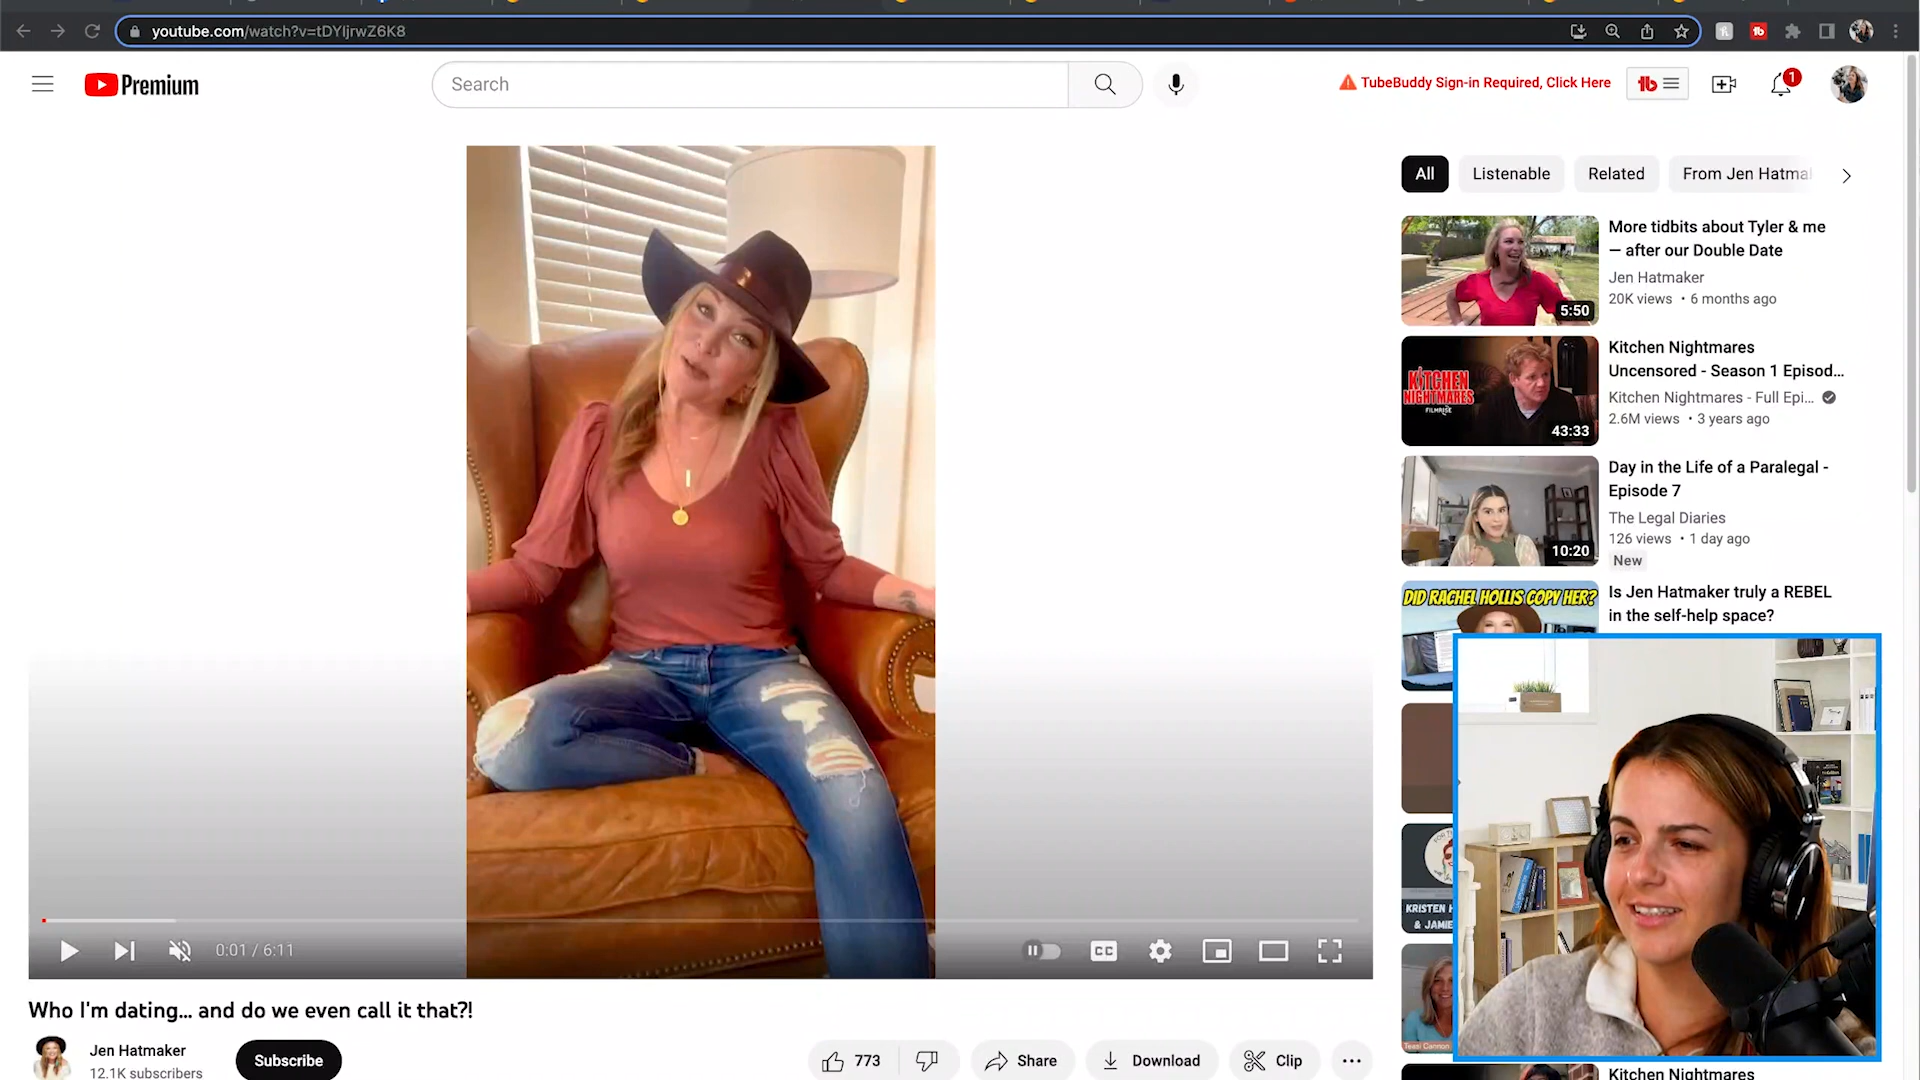 youtube.com/watch?v=tDYIjrwZ6K8
Premium
Search
TubeBuddy Sign-in Required, Click Here
1
All
Listenable
Related
From Jen Hatma
More tidbits about Tyler & me
— after our Double Date
Jen Hatmaker
20K views • 6 months ago
5:50
Kitchen Nightmares
Uncensored - Season 1 Episod...
Kitchen Nightmares - Full Epi...
2.6M views • 3 years ago
KITCHEN
NIGHTMARES
FILMRISE
43:33
Day in the Life of a Paralegal -
Episode 7
The Legal Diaries
126 views • 1 day ago
New
10:20
DID RACHEL HOLLIS COPY HER?
Is Jen Hatmaker truly a REBEL
in the self-help space?
KRISTEN H
& JAMIE
0:01 / 6:11
CC
Who I'm dating... and do we even call it that?!
Jen Hatmaker
12.1K subscribers
Subscribe
773
Share
Download
Clip
Kitchen Nightmares